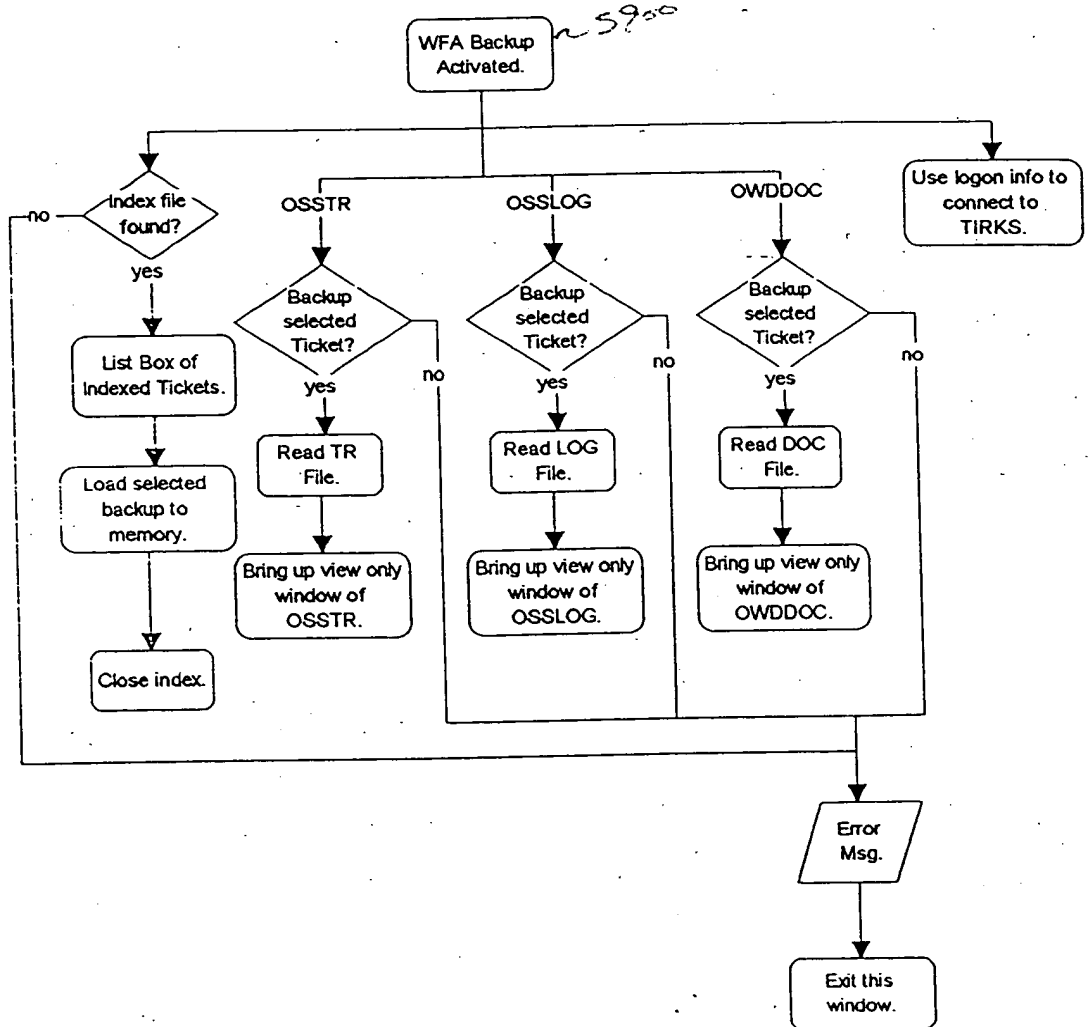 WFA Backup
Activated.
5900
Index file
found?
no
yes
List Box of
Indexed Tickets.
Load selected
backup to
memory.
Close index.
OSSTR
Backup
selected
Ticket?
no
yes
Read TR
File.
Bring up view only
window of
OSSTR.
OSSLOG
Backup
selected
Ticket?
no
yes
Read LOG
File.
Bring up view only
window of
OSSLOG.
OWDDOC
Backup
selected
Ticket?
no
yes
Read DOC
File.
Bring up view only
window of
OWDDOC.
Use logon info to
connect to
TIRKS.
Error
Msg.
Exit this
window.